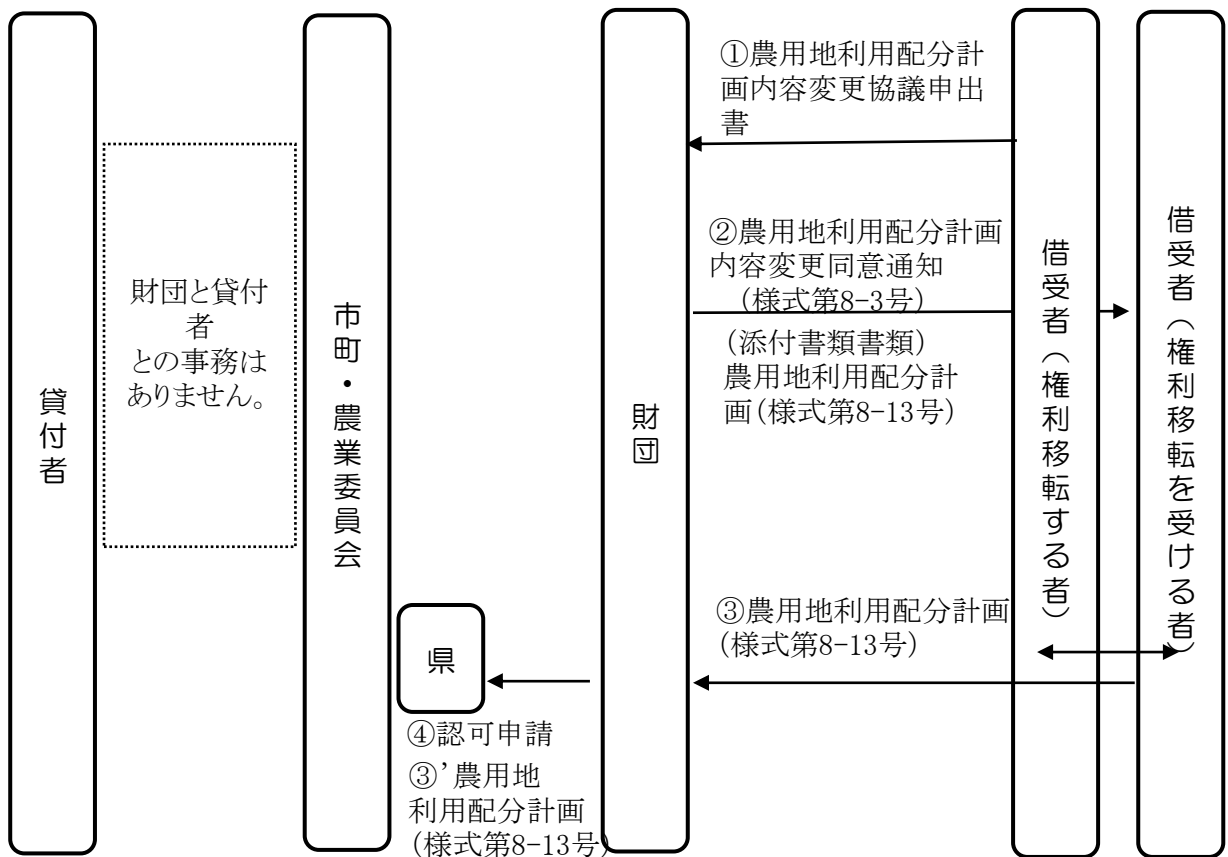 貸付者
財団と貸付
者
との事務は
ありません。
市町・農業委員会
県
④認可申請
③’農用地
利用配分計画
(様式第8-13号)
財団
①農用地利用配分計
画内容変更協議申出
書
②農用地利用配分計画
内容変更同意通知
(様式第8-3号)
(添付書類書類)
農用地利用配分計
画(様式第8-13号)
③農用地利用配分計画
(様式第8-13号)
借受者(権利移転する者)
借受者(権利移転を受ける者)